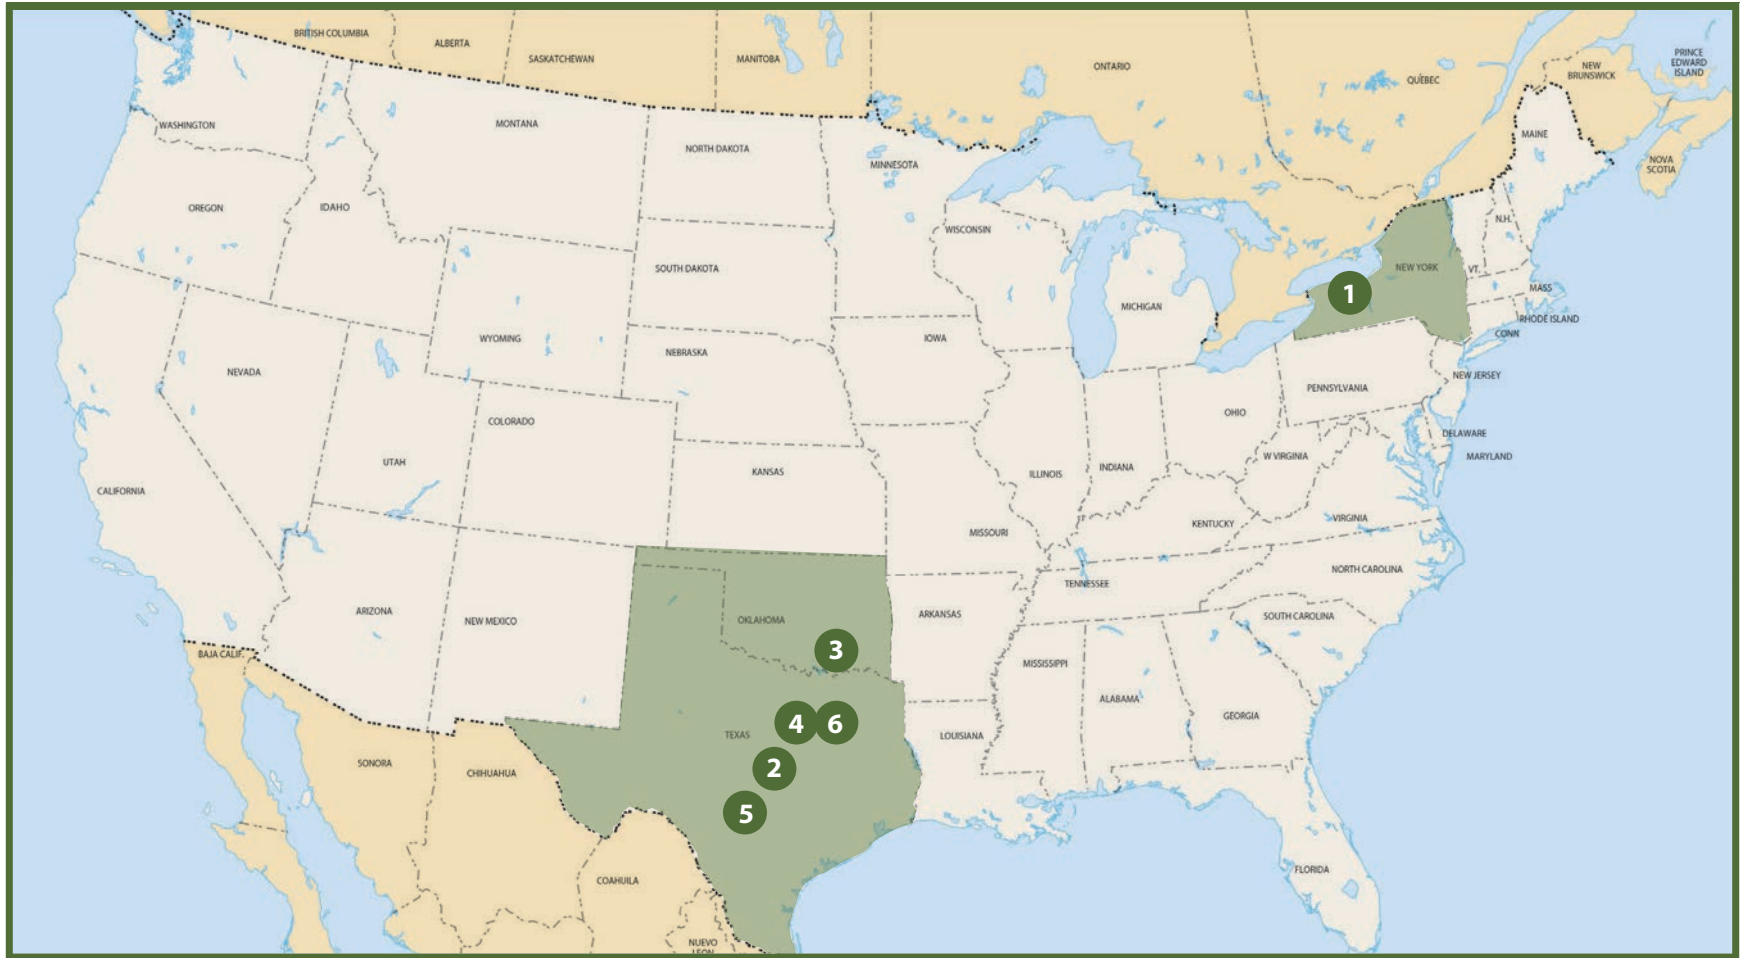 BRITISH COLUMBIA
ALBERTA
SASKATCHEWAN
MANITOBA
ONTARIO
QUÈBEC
NEW
BRUNSWICK
PRINCE
EDWARD
ISLAND
NOVA
SCOTIA
WASHINGTON
MONTANA
NORTH DAKOTA
MINNESOTA
MAINE
OREGON
IDAHO
WISCONSIN
N.H.
SOUTH DAKOTA
NEW YORK
VT.
MASS
1
MICHIGAN
RHODE ISLAND
CONN
WYOMING
IOWA
NEBRASKA
NEVADA
NEW JERSEY
PENNSYLVANIA
COLORADO
OHIO
DELAWARE
UTAH
KANSAS
ILLINOIS
INDIANA
W VIRGINIA
MARYLAND
CALIFORNIA
MISSOURI
KENTUCKY
VIRGINIA
NORTH CAROLINA
TENNESSEE
ARIZONA
NEW MEXICO
OKLAHOMA
ARKANSAS
SOUTH CAROLINA
BAJA CALIF.
3
MISSISSIPPI
ALABAMA
GEORGIA
4
6
TEXAS
LOUISIANA
SONORA
CHIHUAHUA
2
5
COAHUILA
FLORIDA
NUEVO
LEON